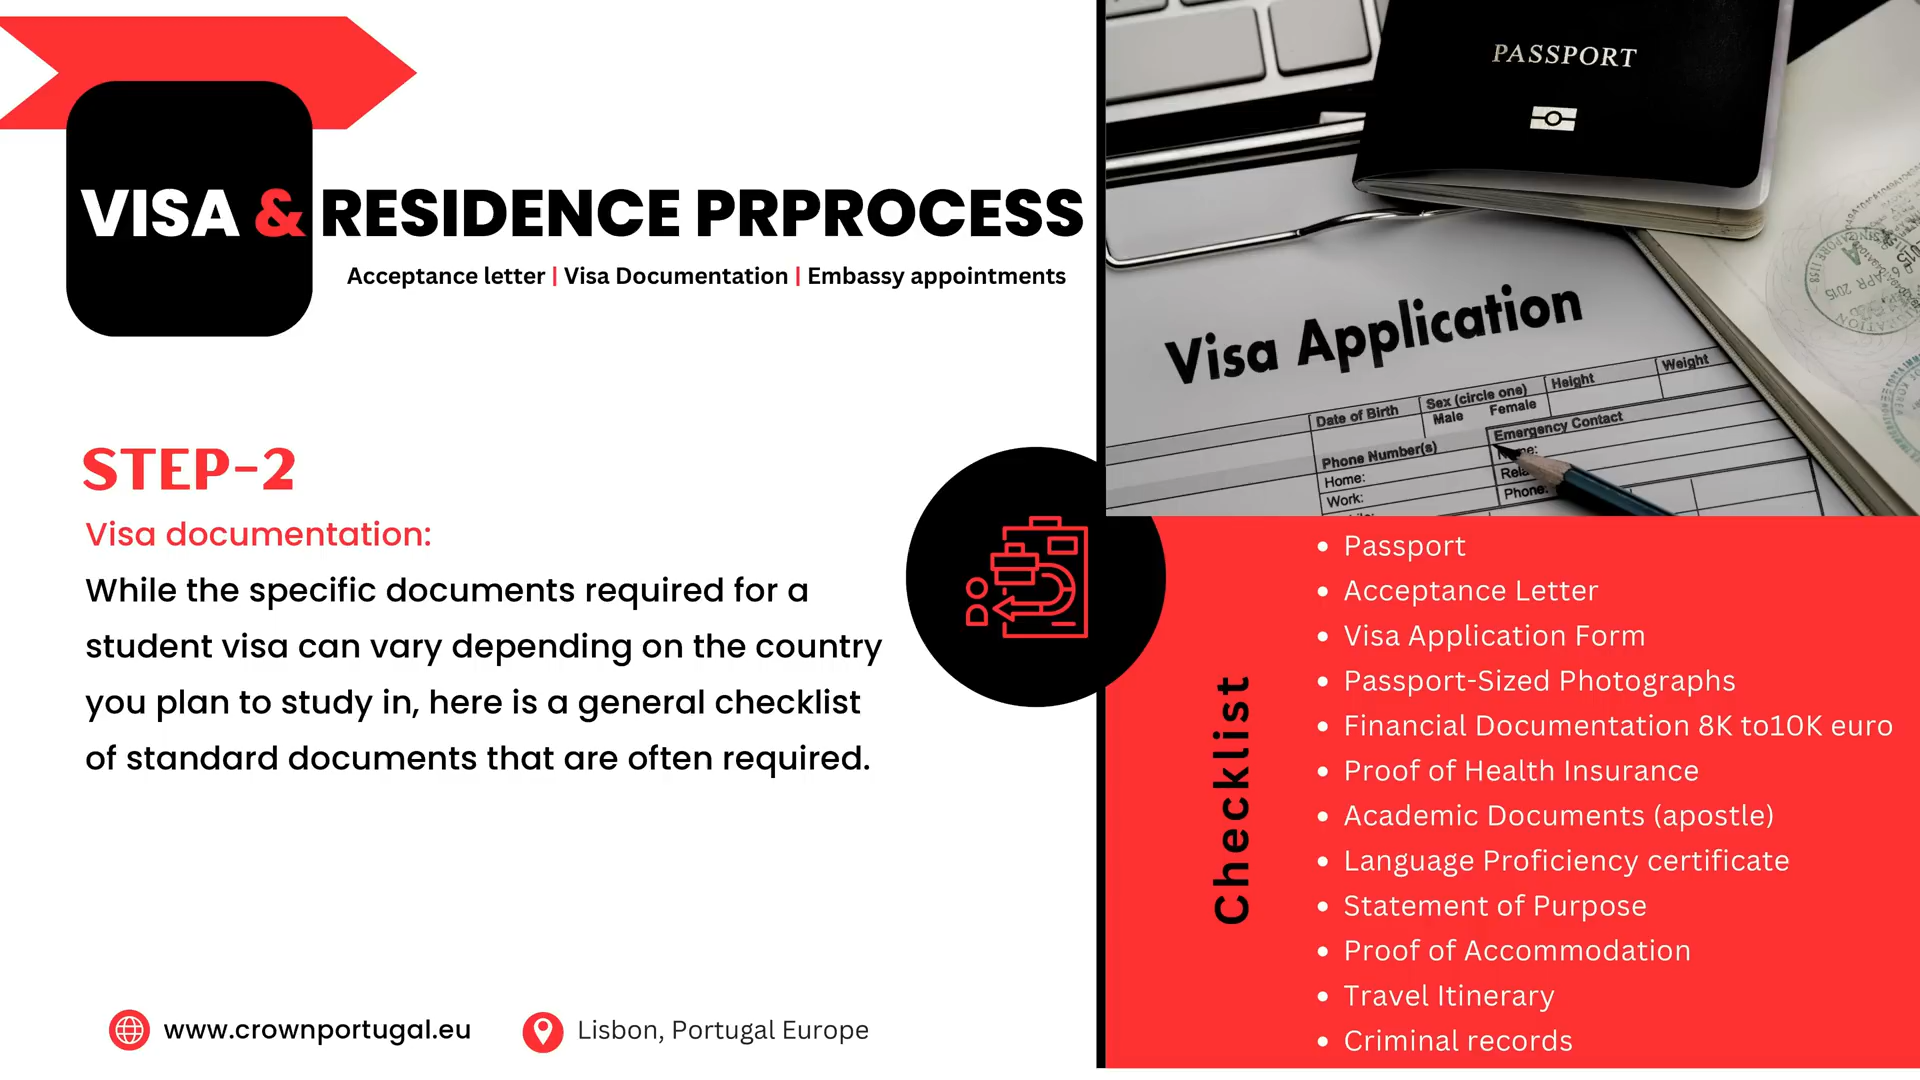 VISA & RESIDENCE PRPROCESS
Acceptance letter | Visa Documentation | Embassy appointments
STEP-2
Visa documentation:
While the specific documents required for a
student visa can vary depending on the country
you plan to study in, here is a general checklist
of standard documents that are often required.
www.crownportugal.eu
Lisbon, Portugal Europe
PASSPORT
Visa Application
Date of Birth
Sex (circle one)
Male Female
Height
Weight
Phone Number(s)
Home:
Work:
Emergency Contact
Phone:
APR 2015
Checklist
Passport
Acceptance Letter
Visa Application Form
Passport-Sized Photographs
Financial Documentation 8K to10K euro
Proof of Health Insurance
Academic Documents (apostle)
Language Proficiency certificate
Statement of Purpose
Proof of Accommodation
Travel Itinerary
Criminal records